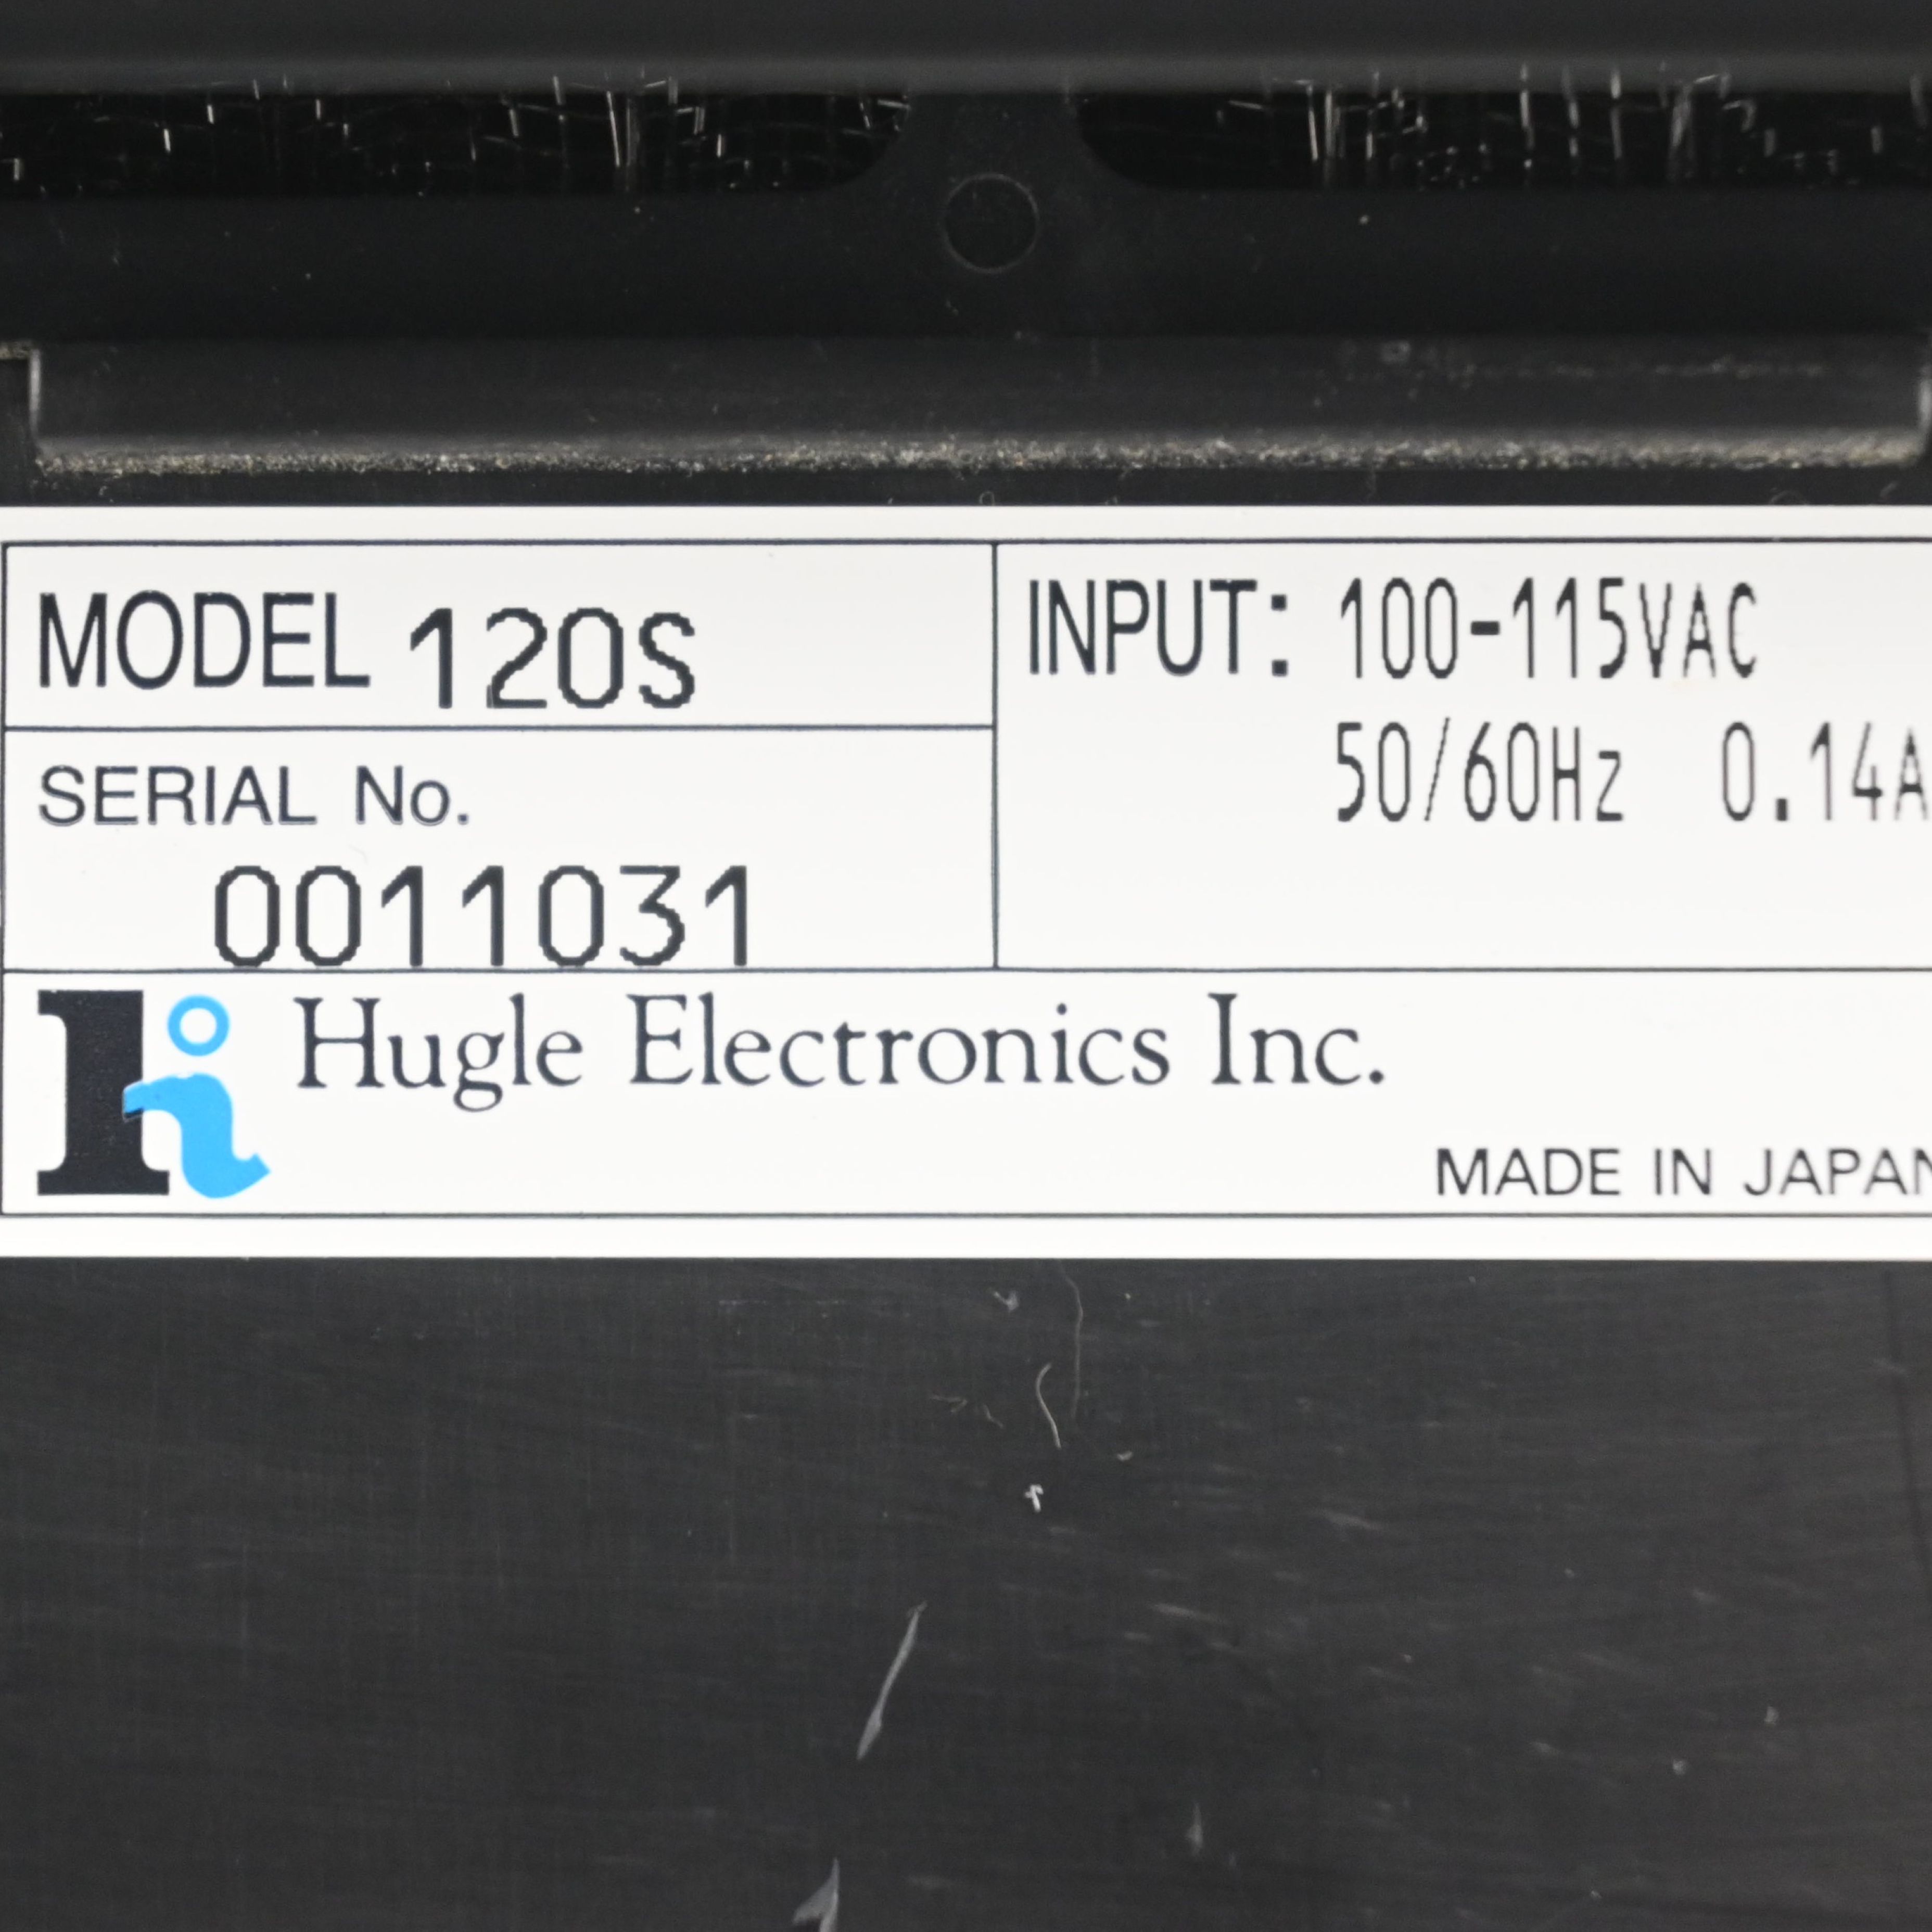 MODEL 120S
SERIAL No.
0011031
INPUT: 100-115VAC
50/60Hz 0.14A
Hugle Electronics Inc.
MADE IN JAPAN